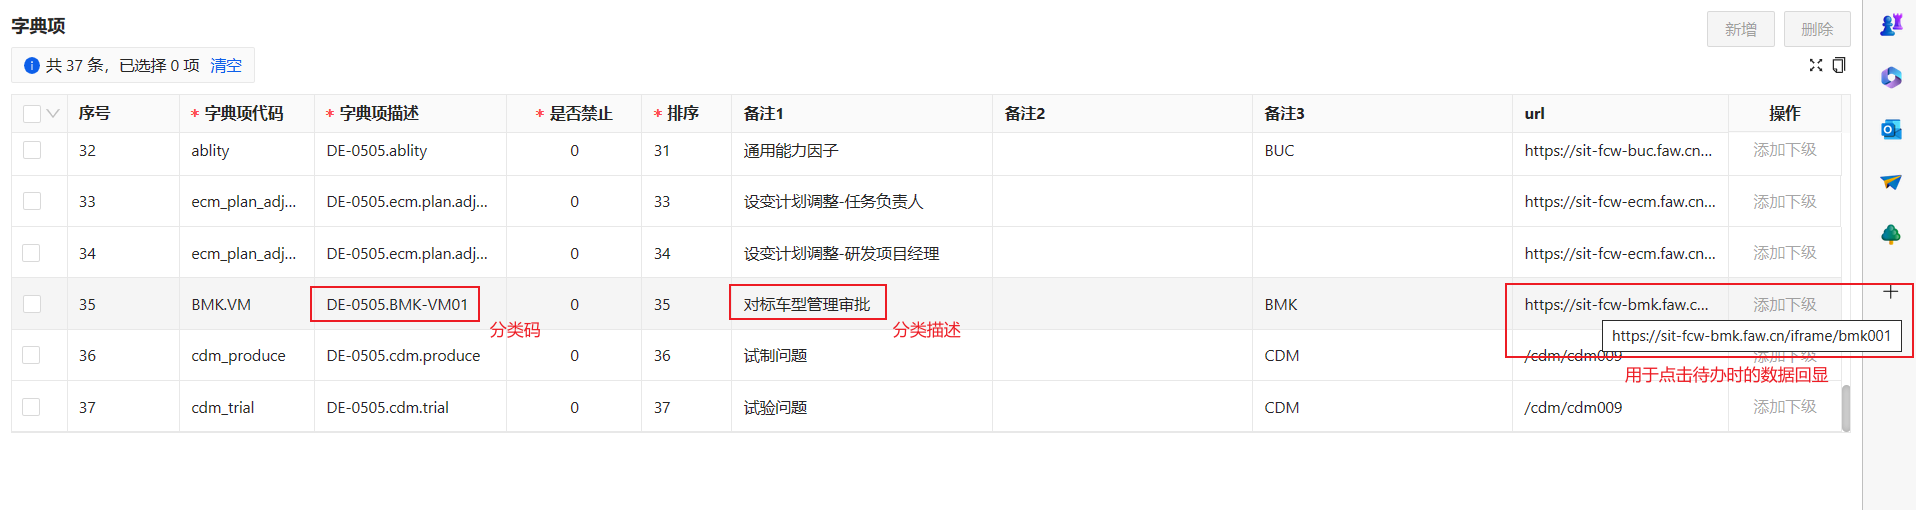 字典项
新增 删除
共 37 条，已选择 0 项 清空
序号 * 字典项代码 * 字典项描述 * 是否禁止 * 排序 备注1 备注2 备注3 url 操作
32 ablity DE-0505.ablity 0 31 通用能力因子 BUC https://sit-fcw-buc.faw.cn... 添加下级
33 ecm_plan_adj... DE-0505.ecm.plan.adj... 0 33 设变计划调整-任务负责人 https://sit-fcw-ecm.faw.cn... 添加下级
34 ecm_plan_adj... DE-0505.ecm.plan.adj... 0 34 设变计划调整-研发项目经理 https://sit-fcw-ecm.faw.cn... 添加下级
35 BMK.VM DE-0505.BMK-VM01 0 35 对标车型管理审批 BMK https://sit-fcw-bmk.faw.c... 添加下级
分类码 分类描述
https://sit-fcw-bmk.faw.cn/iframe/bmk001
36 cdm_produce DE-0505.cdm.produce 0 36 试制问题 CDM /cdm/cdm009 添加下级
用于点击待办时的数据回显
37 cdm_trial DE-0505.cdm.trial 0 37 试验问题 CDM /cdm/cdm009 添加下级